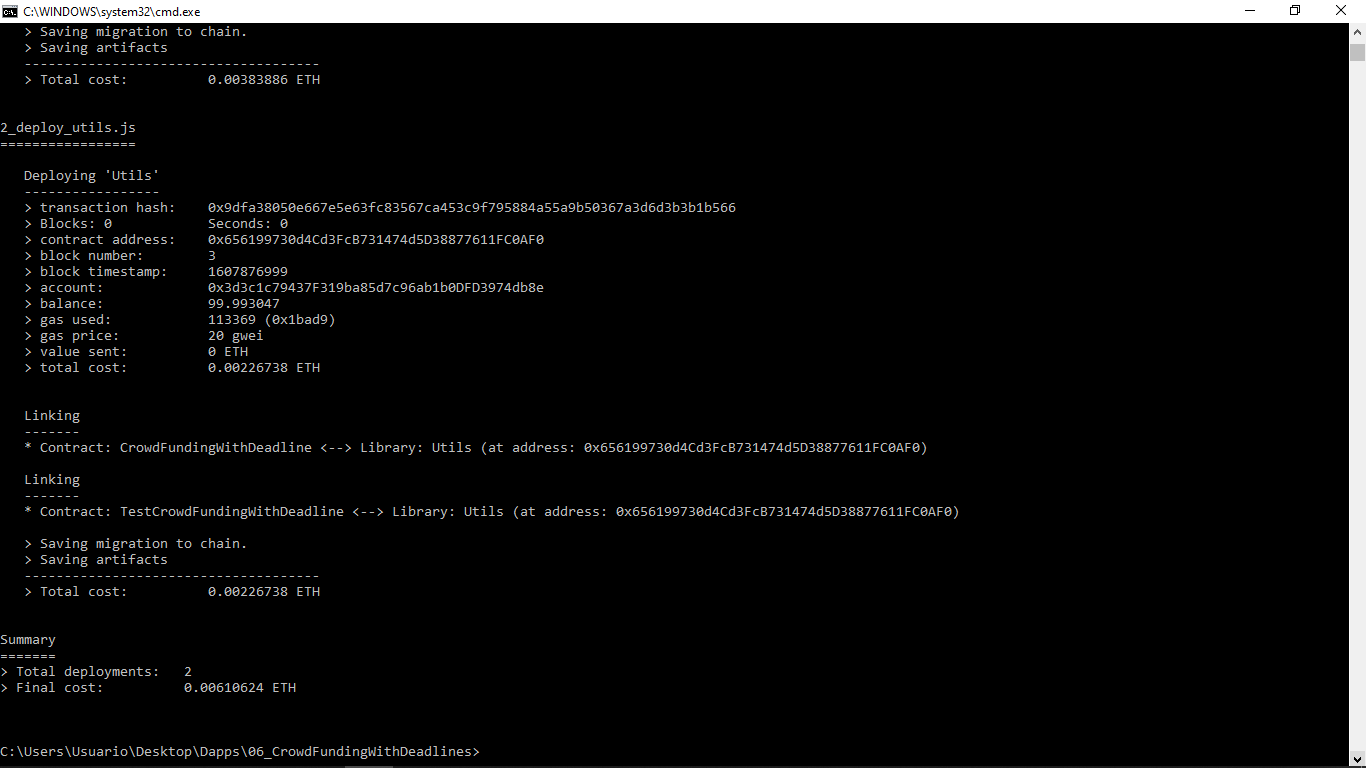 C:\WINDOWS\system32\cmd.exe
> Saving migration to chain.
> Saving artifacts
-------------------------------------
> Total cost: 0.00383886 ETH
2_deploy_utils.js
=================
Deploying 'Utils'
-----------------
> transaction hash: 0x9dfa38050e667e5e63fc83567ca453c9f795884a55a9b50367a3d6d3b3b1b566
> Blocks: 0 Seconds: 0
> contract address: 0x656199730d4Cd3FcB731474d5D38877611FC0AF0
> block number: 3
> block timestamp: 1607876999
> account: 0x3d3c1c79437F319ba85d7c96ab1b0DFD3974db8e
> balance: 99.993047
> gas used: 113369 (0x1bad9)
> gas price: 20 gwei
> value sent: 0 ETH
> total cost: 0.00226738 ETH
Linking
-------
* Contract: CrowdFundingWithDeadline <--> Library: Utils (at address: 0x656199730d4Cd3FcB731474d5D38877611FC0AF0)
Linking
-------
* Contract: TestCrowdFundingWithDeadline <--> Library: Utils (at address: 0x656199730d4Cd3FcB731474d5D38877611FC0AF0)
> Saving migration to chain.
> Saving artifacts
-------------------------------------
> Total cost: 0.00226738 ETH
Summary
=======
> Total deployments: 2
> Final cost: 0.00610624 ETH
C:\Users\Usuario\Desktop\Dapps\06_CrowdFundingWithDeadlines>